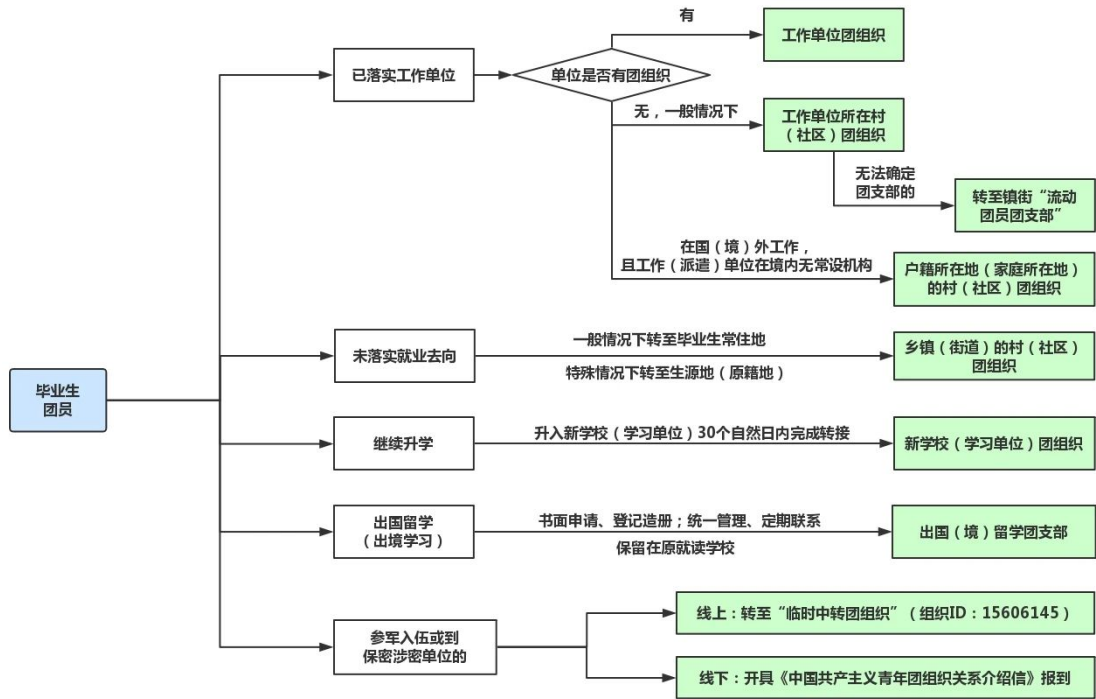 有
工作单位团组织
已落实工作单位
单位是否有团组织
无，一般情况下
工作单位所在村
（社区）团组织
无法确定
团支部的
转至镇街“流动
团员团支部”
在国（境）外工作，
且工作（派遣）单位在境内无常设机构
户籍所在地（家庭所在地）
的村（社区）团组织
毕业生
团员
未落实就业去向
一般情况下转至毕业生常住地
特殊情况下转至生源地（原籍地）
乡镇（街道）的村（社区）
团组织
继续升学
升入新学校（学习单位）30个自然日内完成转接
新学校（学习单位）团组织
出国留学
（出境学习）
书面申请、登记造册；统一管理、定期联系
保留在原就读学校
出国（境）留学团支部
参军入伍或到
保密涉密单位的
线上：转至“临时中转团组织”（组织ID：15606145）
线下：开具《中国共产主义青年团组织关系介绍信》报到